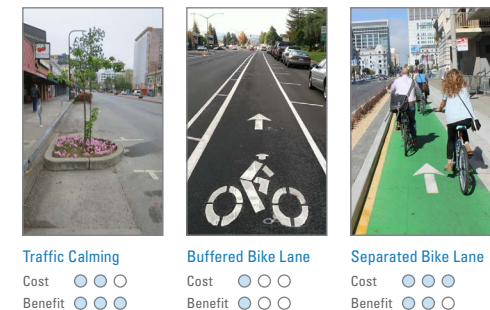 Traffic Calming
Cost
Benefit
Buffered Bike Lane
Cost
Benefit
Separated Bike Lane
Cost
Benefit